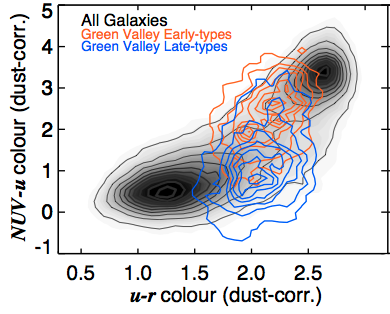 All Galaxies
Green Valley Early-types
Green Valley Late-types
NUV-u colour (dust-corr.)
5
4
3
2
1
0
-1
0.5 1.0 1.5 2.0 2.5
u-r colour (dust-corr.)